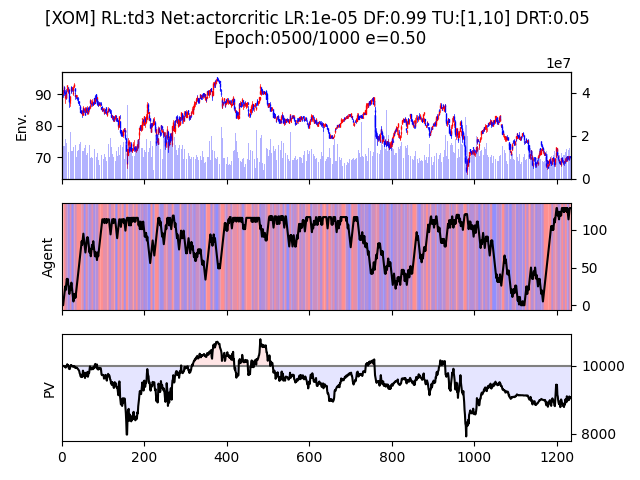 [XOM] RL:td3 Net:actorcritic LR:1e-05 DF:0.99 TU:[1,10] DRT:0.05
Epoch:0500/1000 e=0.50
1e7
90
80
70
Env.
4
2
0
Agent
100
50
0
PV
10000
8000
0 200 400 600 800 1000 1200